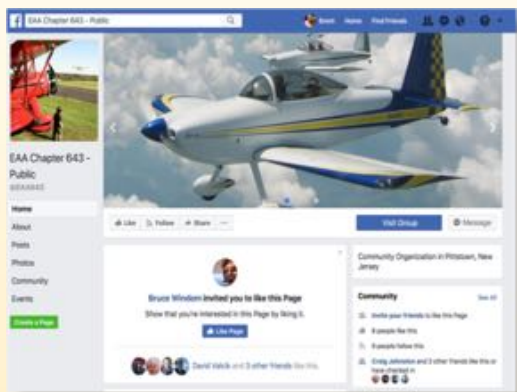 EAA Chapter 643 - Public
Brent Home Find Friends
EAA Chapter 643 -
Public
@EAA643
Home
About
Posts
Photos
Community
Events
Create a Page
Like Follow Share ...
Visit Group
Message
Bruce Windom invited you to like this Page
Show that you're interested in this Page by liking it.
Like Page
David Valcik and 3 other friends like this.
Community Organization in Pittstown, New
Jersey
Community See All
Invite your friends to like this Page
8 people like this
people follow this
Craig Johnston and 3 other friends like this or
have checked in